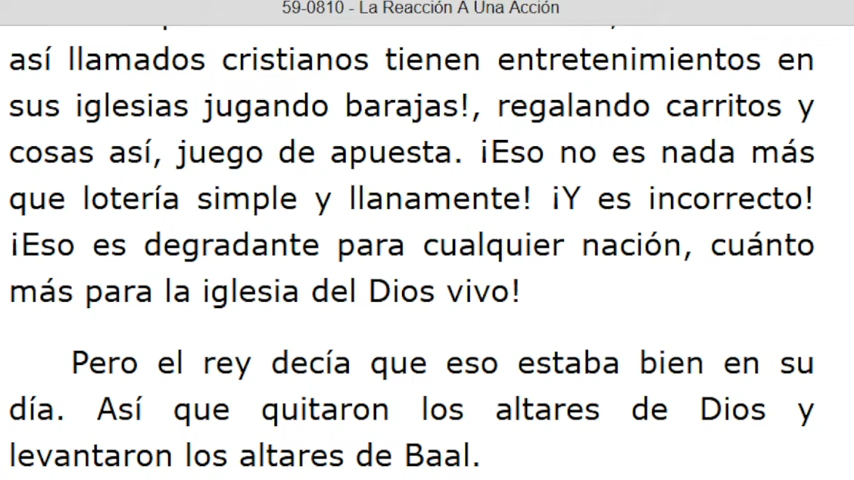 59-0810 - La Reacción A Una Acción
así llamados cristianos tienen entretenimientos en
sus iglesias jugando barajas!, regalando carritos y
cosas así, juego de apuesta. ¡Eso no es nada más
que lotería simple y llanamente! ¡Y es incorrecto!
¡Eso es degradante para cualquier nación, cuánto
más para la iglesia del Dios vivo!
Pero el rey decía que eso estaba bien en su
día. Así que quitaron los altares de Dios y
levantaron los altares de Baal.